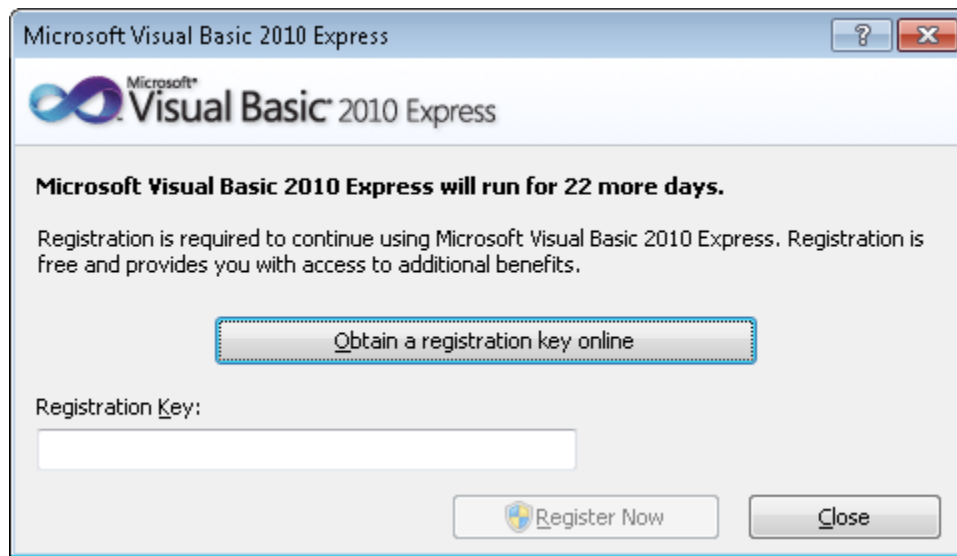 Microsoft Visual Basic 2010 Express
?
Microsoft®
Visual Basic® 2010 Express
Microsoft Visual Basic 2010 Express will run for 22 more days.
Registration is required to continue using Microsoft Visual Basic 2010 Express. Registration is
free and provides you with access to additional benefits.
Obtain a registration key online
Registration Key:
Register Now
Close